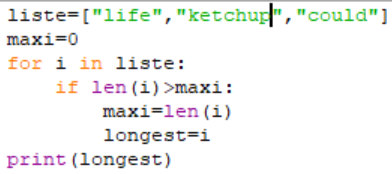 liste=["life","ketchup","could"]
maxi=0
for i in liste:
    if len(i)>maxi:
        maxi=len(i)
        longest=i
print(longest)